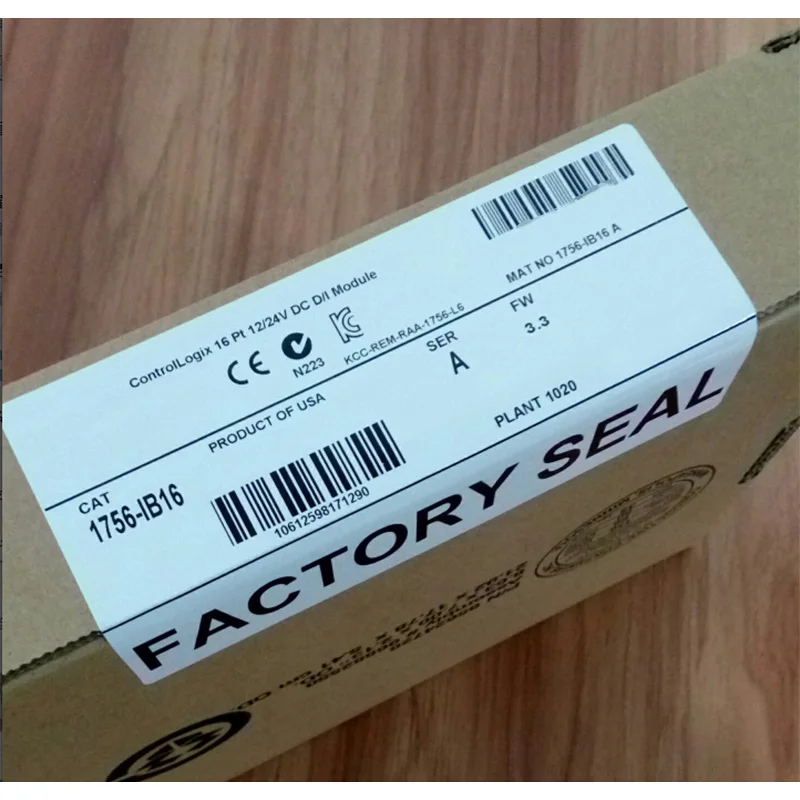 ControlLogix 16 Pt 12/24V DC D/I Module
N223
KCC-REM-RAA-1756-L6
MAT NO 1756-IB16 A
PRODUCT OF USA
SER
A
FW
3.3
CAT
1756-IB16
10612598171290
PLANT 1020
FACTORY SEAL